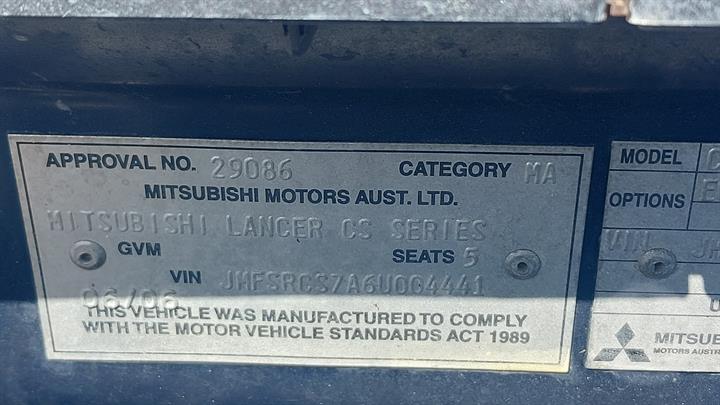 APPROVAL NO. 29086 CATEGORY MA
MITSUBISHI MOTORS AUST. LTD.
MITSUBISHI LANCER CS SERIES
GVM SEATS 5
VIN JMFSRCS7A6U004441
06/06
THIS VEHICLE WAS MANUFACTURED TO COMPLY
WITH THE MOTOR VEHICLE STANDARDS ACT 1989
MODEL C
OPTIONS E
VIN JM
MITSUB
MOTORS AUSTR